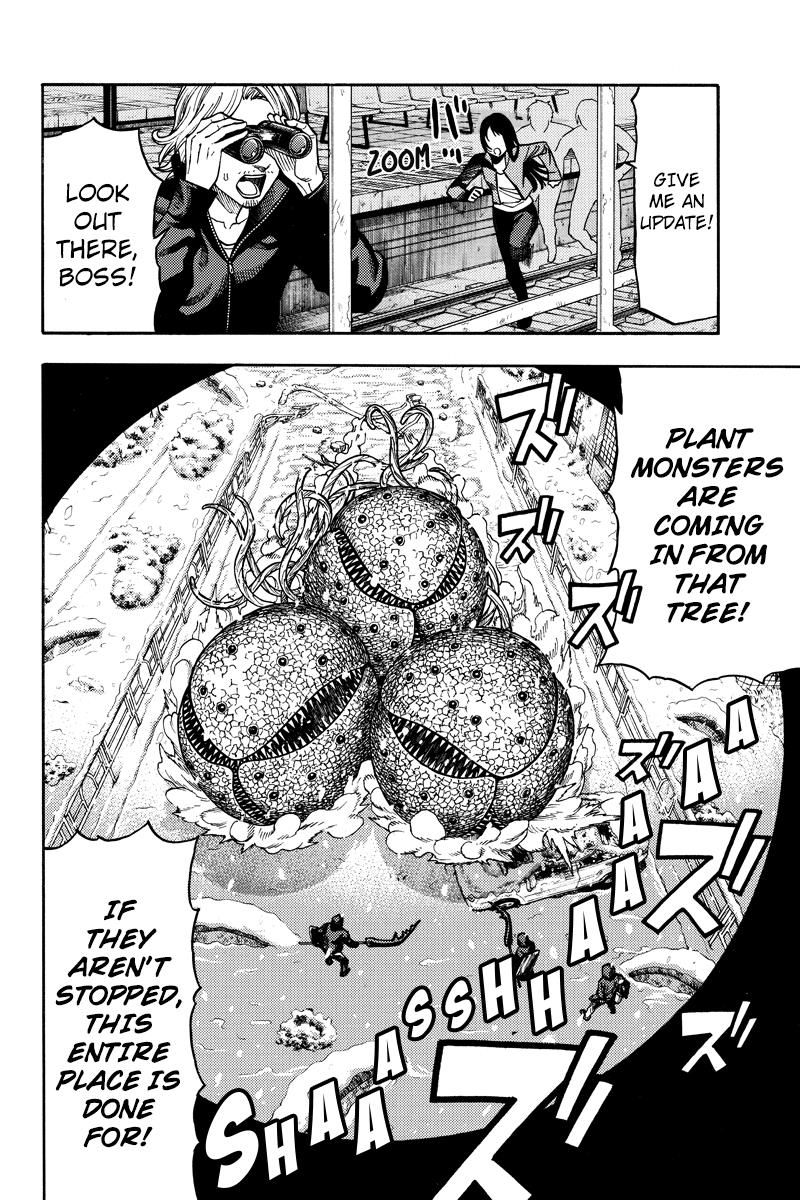 GIVE
ME AN
UPDATE!
バ
ZOOM
LOOK
OUT
THERE,
BOSS!
PLANT
MONSTERS
ARE
COMING
IN FROM
THAT
TREE!
ズ
ズ
ズ
ズ
ズ
ズ
ズ
SHAAAASSHHAAAAAAA
IF
THEY
AREN'T
STOPPED,
THIS
ENTIRE
PLACE IS
DONE
FOR!